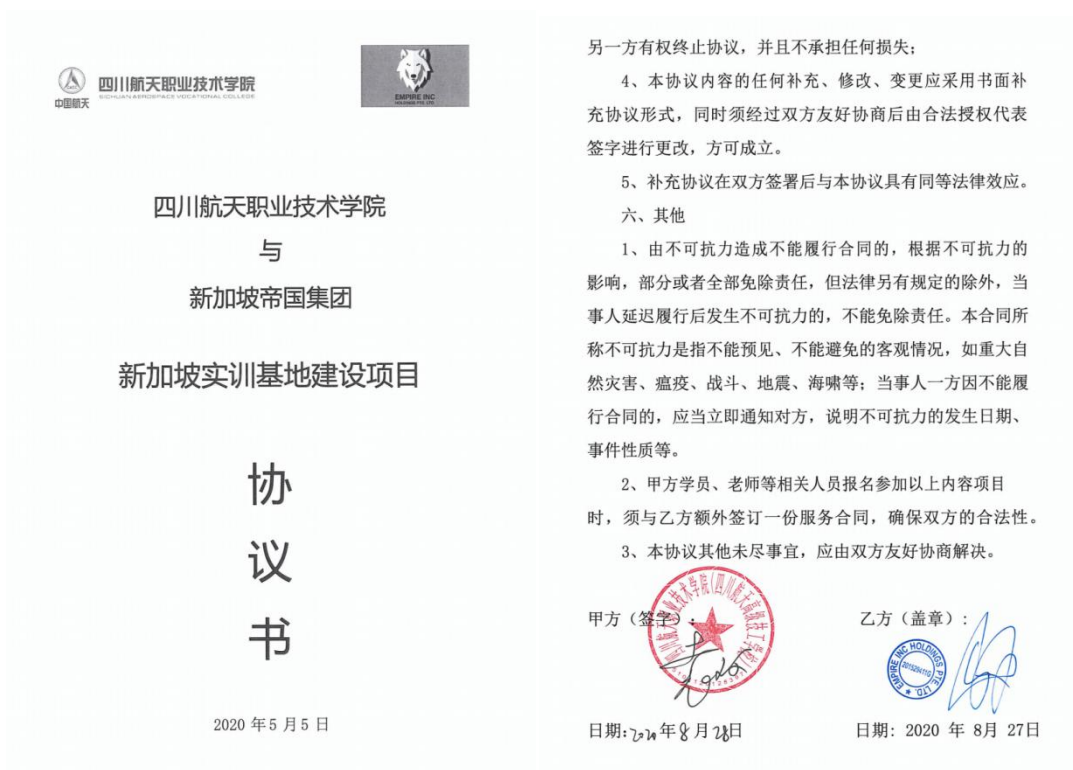 中国航天
四川航天职业技术学院
SICHUAN AEROSPACE VOCATIONAL COLLEGE
EMPIRE INC
HOLDINGS PTE. LTD.
四川航天职业技术学院
与
新加坡帝国集团
新加坡实训基地建设项目
协
议
书
2020 年5 月5 日
另一方有权终止协议，并且不承担任何损失；
4、本协议内容的任何补充、修改、变更应采用书面补
充协议形式，同时须经过双方友好协商后由合法授权代表
签字进行更改，方可成立。
5、补充协议在双方签署后与本协议具有同等法律效应。
六、其他
1、由不可抗力造成不能履行合同的，根据不可抗力的
影响，部分或者全部免除责任，但法律另有规定的除外，当
事人延迟履行后发生不可抗力的，不能免除责任。本合同所
称不可抗力是指不能预见、不能避免的客观情况，如重大自
然灾害、瘟疫、战斗、地震、海啸等；当事人一方因不能履
行合同的，应当立即通知对方，说明不可抗力的发生日期、
事件性质等。
2、甲方学员、老师等相关人员报名参加以上内容项目
时，须与乙方额外签订一份服务合同，确保双方的合法性。
3、本协议其他未尽事宜，应由双方友好协商解决。
甲方（签字）：
四川航天职业技术学院(四川航天高级技工学校)
乙方（盖章）：
EMPIRE INC HOLDINGS PTE. LTD.
日期:2020年8月28日
日期: 2020 年 8月 27日